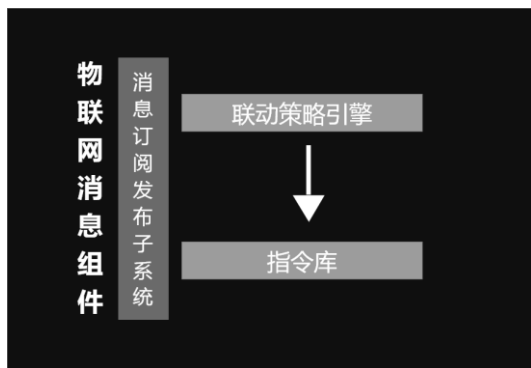 物联网消息组件
消息订阅发布子系统
联动策略引擎
指令库